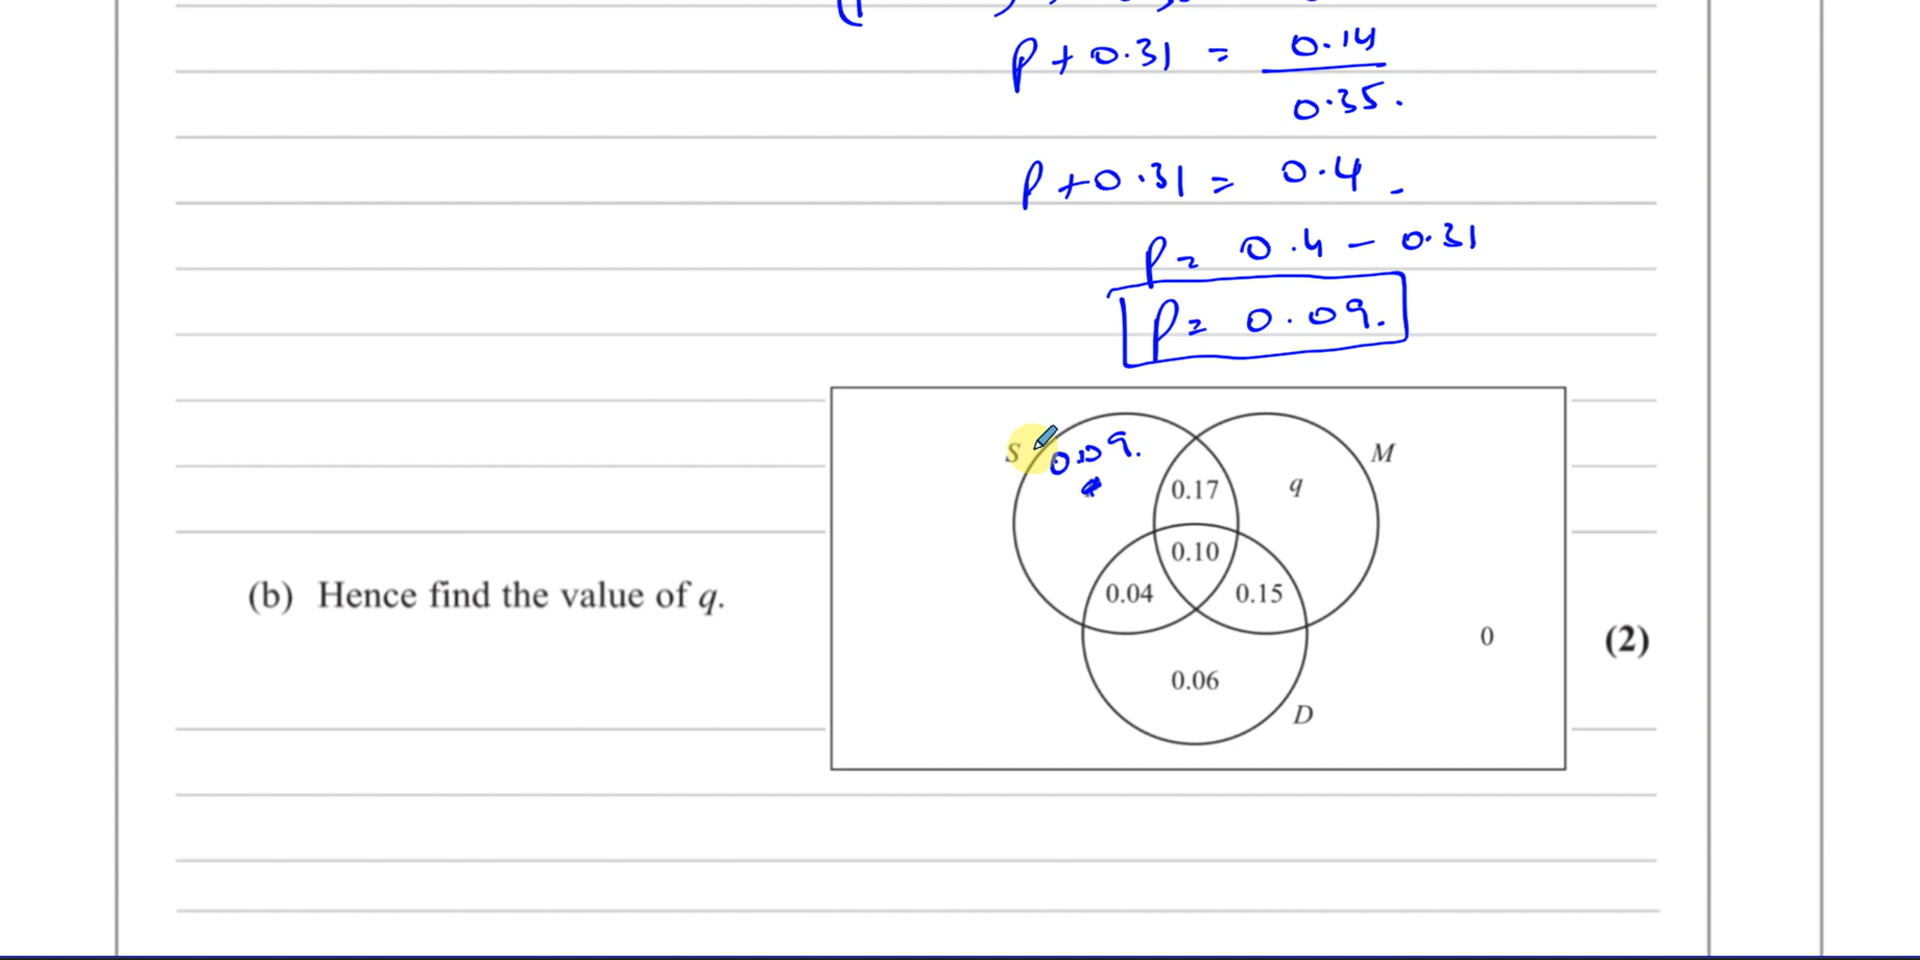 p + 0.31 = 0.14
0.35.
p + 0.31 = 0.4
p = 0.4 - 0.31
p = 0.09.
S 0.09. M
0.17 q
0.10
0.04 0.15
(b) Hence find the value of q.
0 (2)
0.06
D